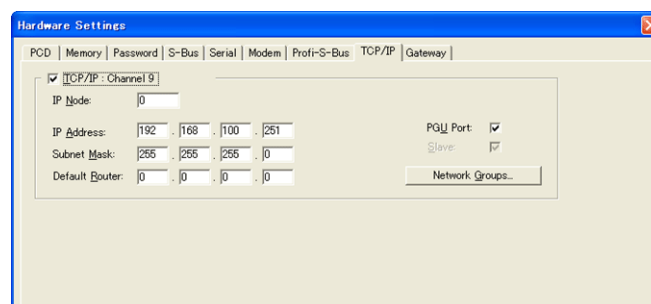 Hardware Settings
PCD Memory Password S-Bus Serial Modem Profi-S-Bus TCP/IP Gateway
TCP/IP : Channel 9
IP Node: 0
IP Address: 192 . 168 . 100 . 251 PGU Port:
Subnet Mask: 255 . 255 . 255 . 0 Slave:
Default Router: 0 . 0 . 0 . 0 Network Groups...